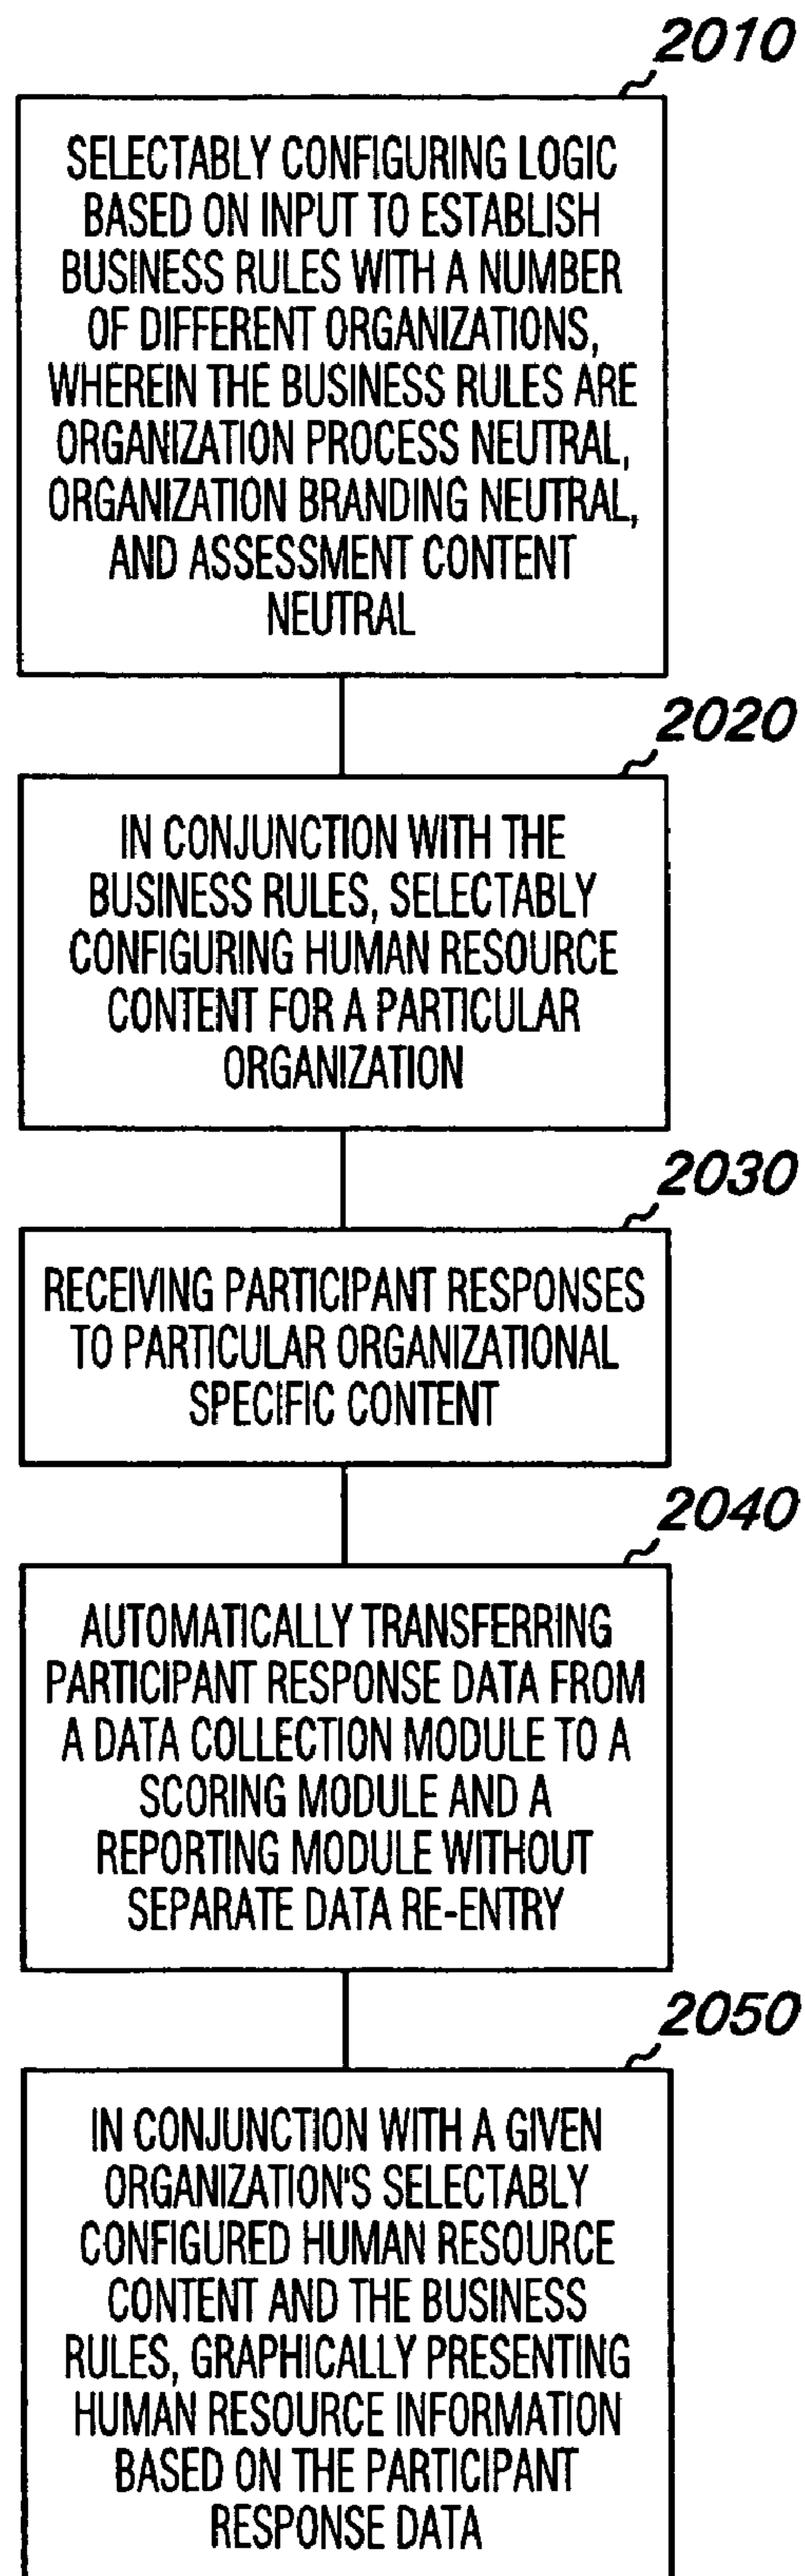 2010
SELECTABLY CONFIGURING LOGIC
BASED ON INPUT TO ESTABLISH
BUSINESS RULES WITH A NUMBER
OF DIFFERENT ORGANIZATIONS,
WHEREIN THE BUSINESS RULES ARE
ORGANIZATION PROCESS NEUTRAL,
ORGANIZATION BRANDING NEUTRAL,
AND ASSESSMENT CONTENT
NEUTRAL
2020
IN CONJUNCTION WITH THE
BUSINESS RULES, SELECTABLY
CONFIGURING HUMAN RESOURCE
CONTENT FOR A PARTICULAR
ORGANIZATION
2030
RECEIVING PARTICIPANT RESPONSES
TO PARTICULAR ORGANIZATIONAL
SPECIFIC CONTENT
2040
AUTOMATICALLY TRANSFERRING
PARTICIPANT RESPONSE DATA FROM
A DATA COLLECTION MODULE TO A
SCORING MODULE AND A
REPORTING MODULE WITHOUT
SEPARATE DATA RE-ENTRY
2050
IN CONJUNCTION WITH A GIVEN
ORGANIZATION'S SELECTABLY
CONFIGURED HUMAN RESOURCE
CONTENT AND THE BUSINESS
RULES, GRAPHICALLY PRESENTING
HUMAN RESOURCE INFORMATION
BASED ON THE PARTICIPANT
RESPONSE DATA